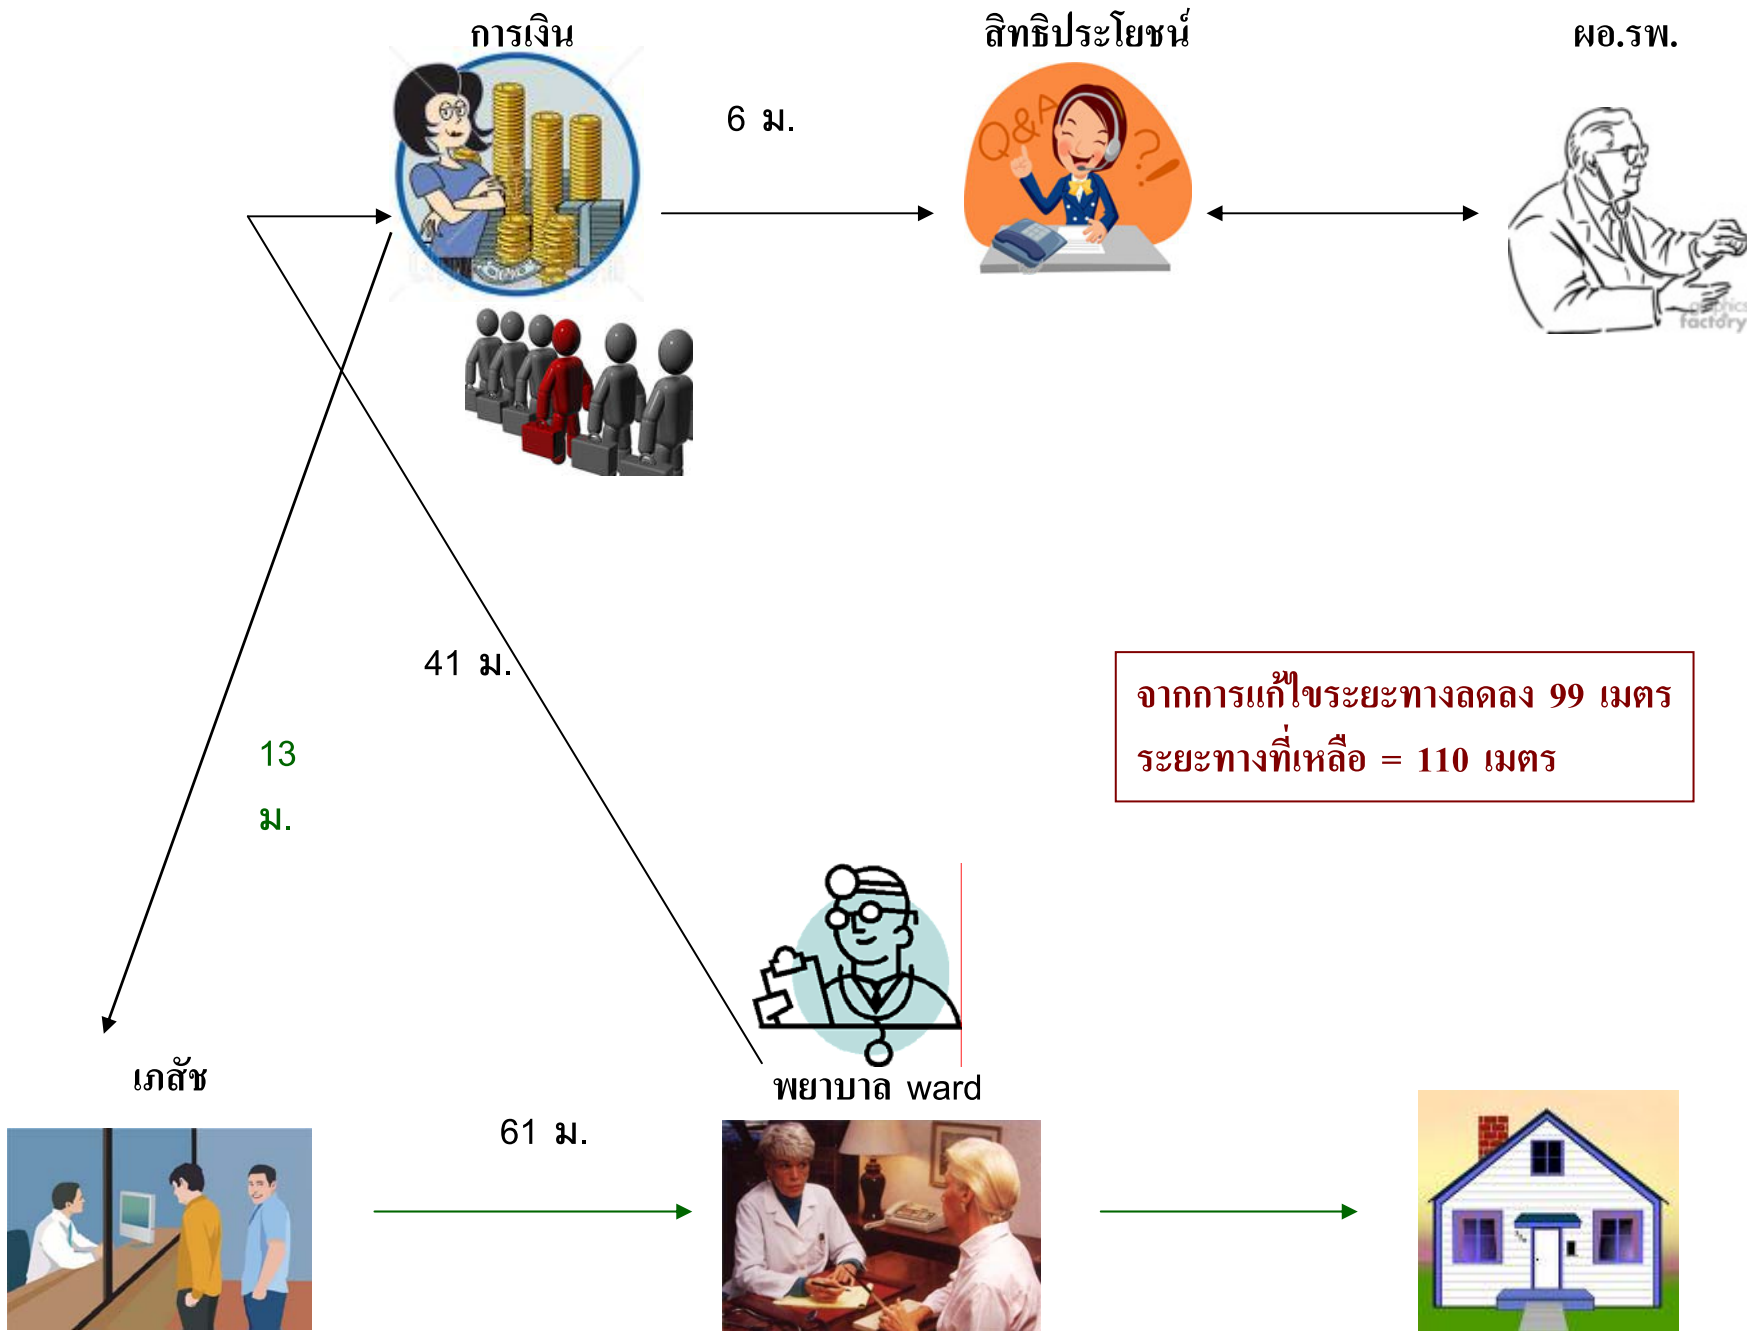 การเงิน
สิทธิประโยชน์
ผอ.รพ.
6 ม.
Q&A
?!
graphics
factory
41 ม.
13
ม.
จากการแก้ไขระยะทางลดลง 99 เมตร
ระยะทางที่เหลือ = 110 เมตร
เภสัช
พยาบาล ward
61 ม.